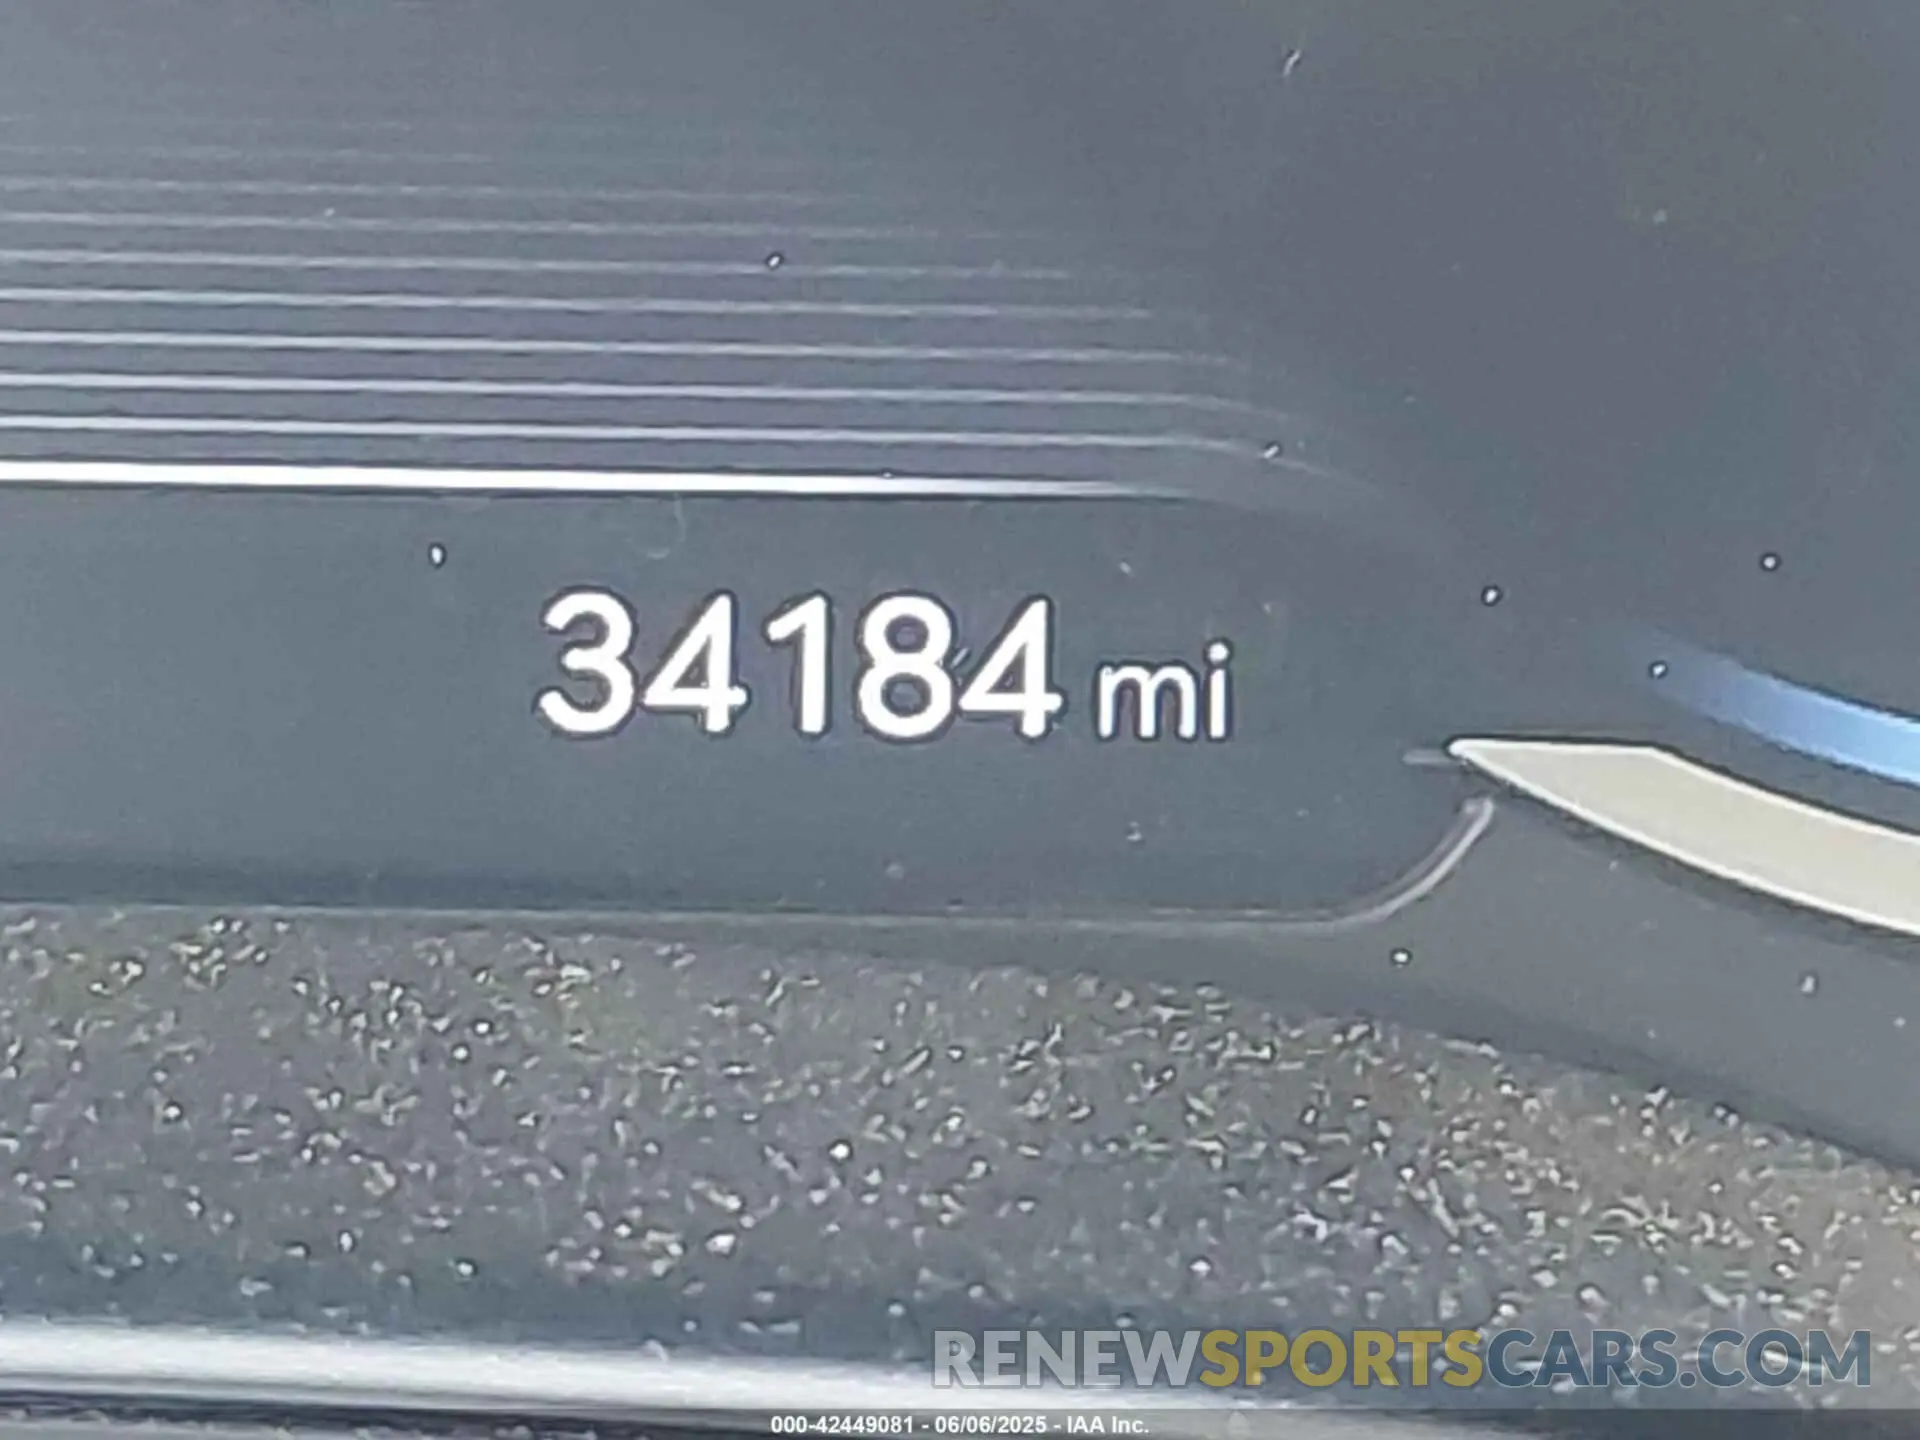 34184 mi
RENEWSPORTSCARS.COM
000-42449081 - 06/06/2025 - IAA Inc.